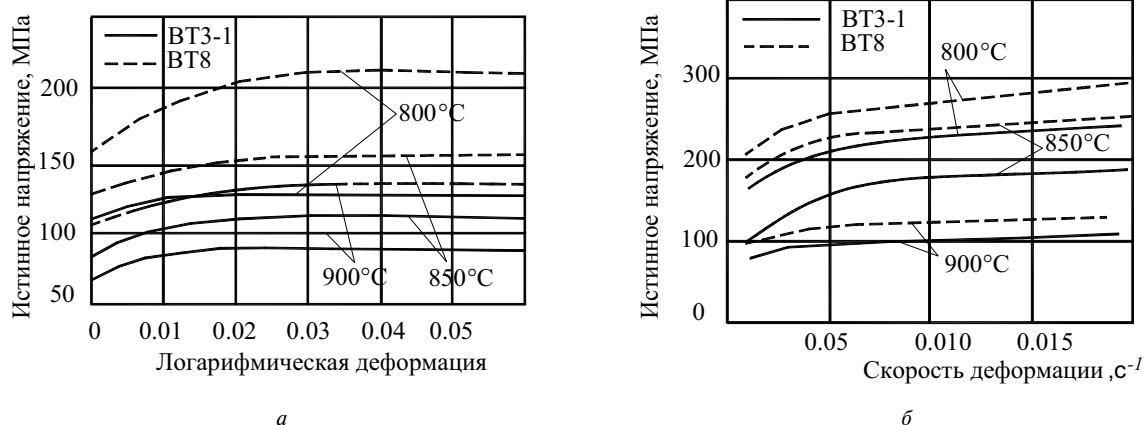 Истинное напряжение, МПа
ВТ3-1
ВТ8
200
150
100
50
800°С
900°С
850°С
0 0.01 0.02 0.03 0.04 0.05
Логарифмическая деформация
а
Истинное напряжение, МПа
ВТ3-1
ВТ8
300
200
100
0
800°С
850°С
900°С
0.05 0.010 0.015
Скорость деформации ,с-1
б